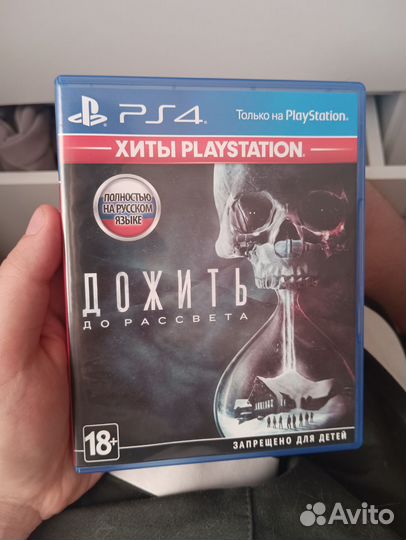 PS4
Только на PlayStation.
ХИТЫ PLAYSTATION
ПОЛНОСТЬЮ
НА РУССКОМ
ЯЗЫКЕ
ДОЖИТЬ
ДО РАССВЕТА
18+
ЗАПРЕЩЕНО ДЛЯ ДЕТЕЙ
Avito